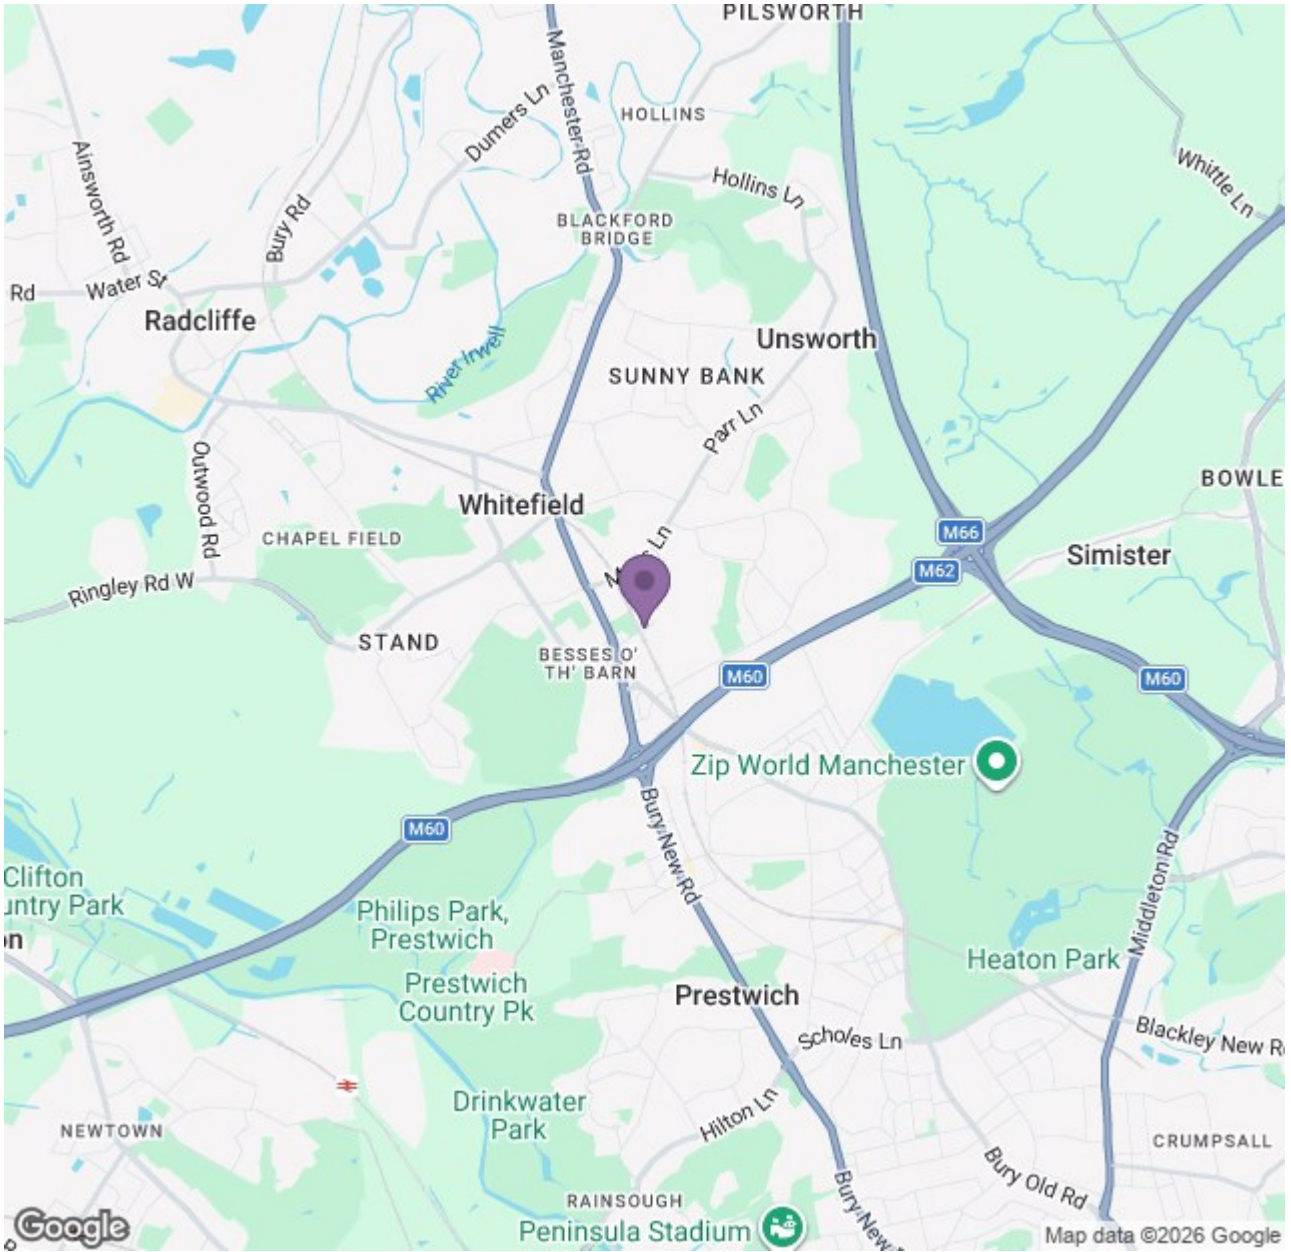 PILSWORTH
Manchester Rd
Dumers Ln
HOLLINS
Ainsworth Rd
Whittle Ln
Hollins Ln
Bury Rd
BLACKFORD
BRIDGE
Rd
Water St
Radcliffe
Unsworth
River Irwell
SUNNY BANK
Parr Ln
Outwood Rd
BOWLE
Whitefield
M66
CHAPEL FIELD
Simister
M62
Ringley Rd W
STAND
BESSES O'
TH' BARN
M60
M60
Zip World Manchester
M60
Bury New Rd
Middleton Rd
Clifton
untry Park
Philips Park,
Prestwich
on
Heaton Park
Prestwich
Country Pk
Prestwich
Scholes Ln
Blackley New R
Drinkwater
Park
Hilton Ln
NEWTOWN
CRUMPSALL
Bury Old Rd
RAINSOUGH
Bury New
Peninsula Stadium
Google
Map data ©2026 Google